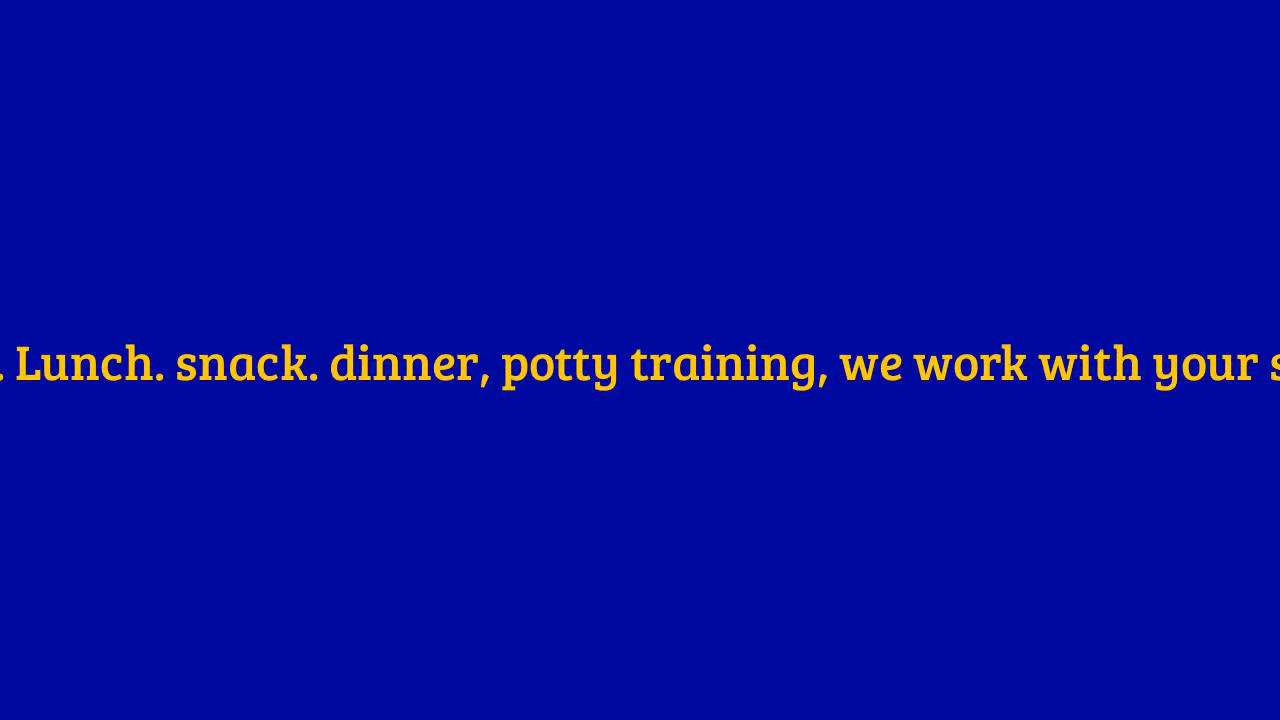 . Lunch. snack. dinner, potty training, we work with your s